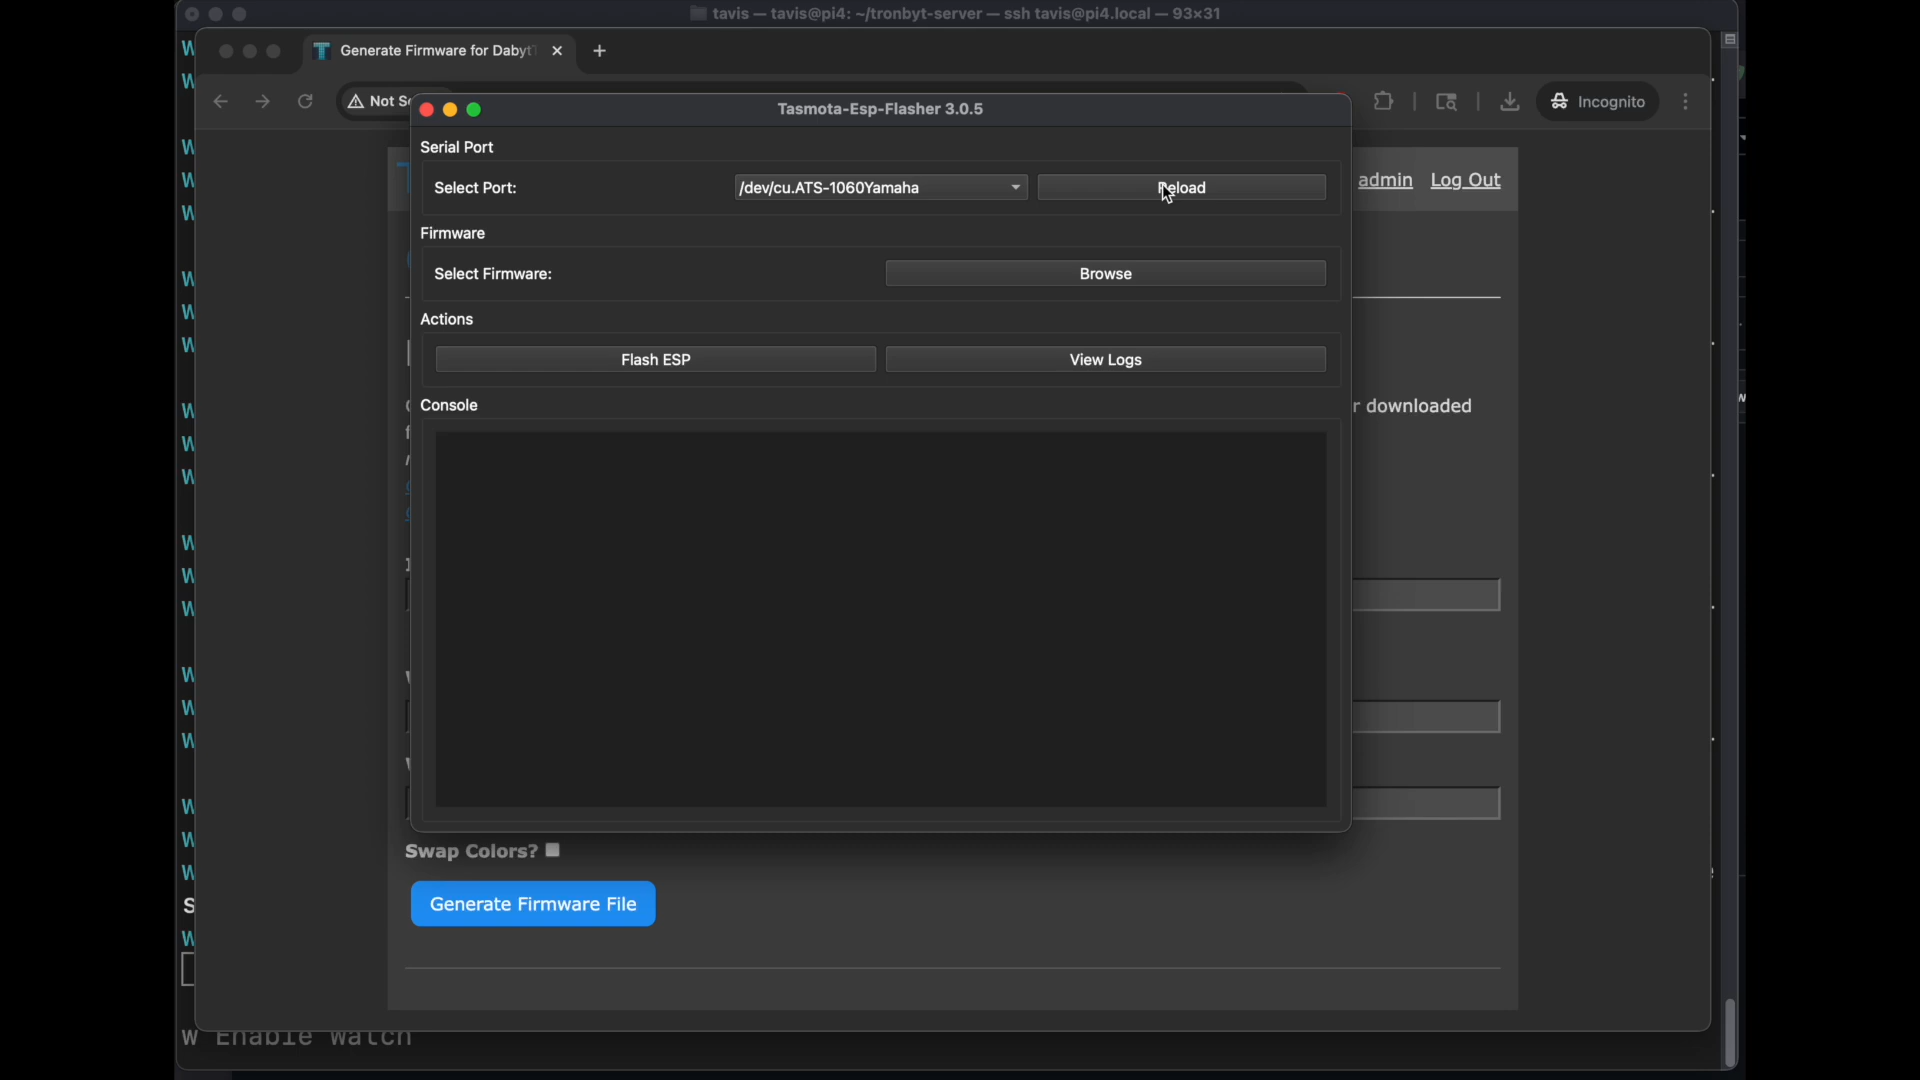 tavis — tavis@pi4: ~/tronbyt-server — ssh tavis@pi4.local — 93×31
Generate Firmware for Dabyt
Incognito
Tasmota-Esp-Flasher 3.0.5
Serial Port
Select Port:
/dev/cu.ATS-1060Yamaha
Reload
admin
Log Out
Firmware
Select Firmware:
Browse
Actions
Flash ESP
View Logs
Console
r downloaded
Swap Colors?
Generate Firmware File
W Enable Watch